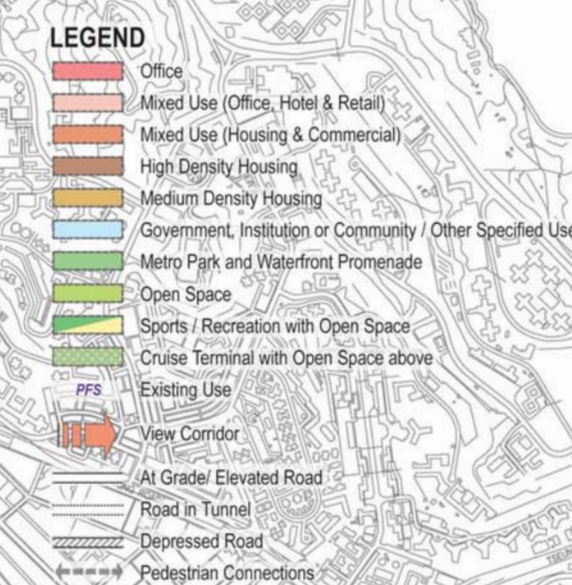 LEGEND
Office
Mixed Use (Office, Hotel & Retail)
Mixed Use (Housing & Commercial)
High Density Housing
Medium Density Housing
Government, Institution or Community / Other Specified Use
Metro Park and Waterfront Promenade
Open Space
Sports / Recreation with Open Space
Cruise Terminal with Open Space above
PFS Existing Use
View Corridor
At Grade/ Elevated Road
Road in Tunnel
Depressed Road
Pedestrian Connections